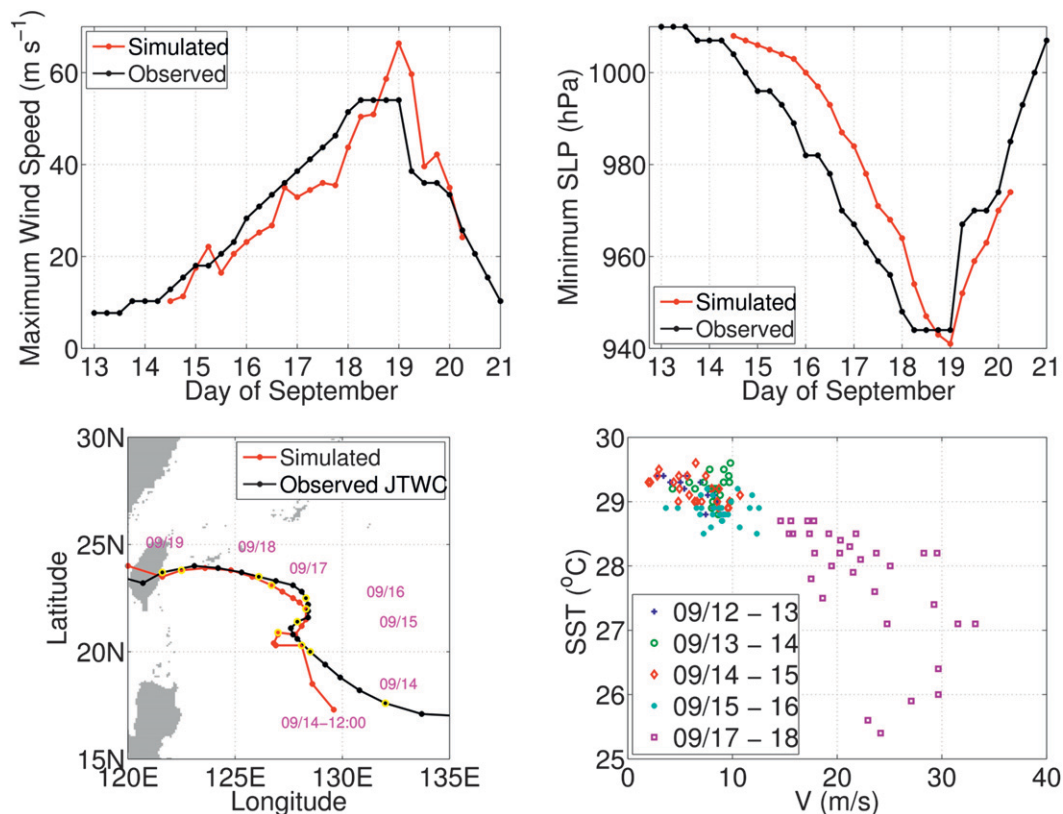 Maximum Wind Speed (m s⁻¹)
60
40
20
0
Simulated
Observed
13 14 15 16 17 18 19 20 21
Day of September
Minimum SLP (hPa)
1000
980
960
940
Simulated
Observed
13 14 15 16 17 18 19 20 21
Day of September
Latitude
30N
25N
20N
15N
Simulated
Observed JTWC
09/19
09/18
09/17
09/16
09/15
09/14
09/14-12:00
120E 125E 130E 135E
Longitude
SST (°C)
30
29
28
27
26
25
09/12 - 13
09/13 - 14
09/14 - 15
09/15 - 16
09/17 - 18
0 10 20 30 40
V (m/s)